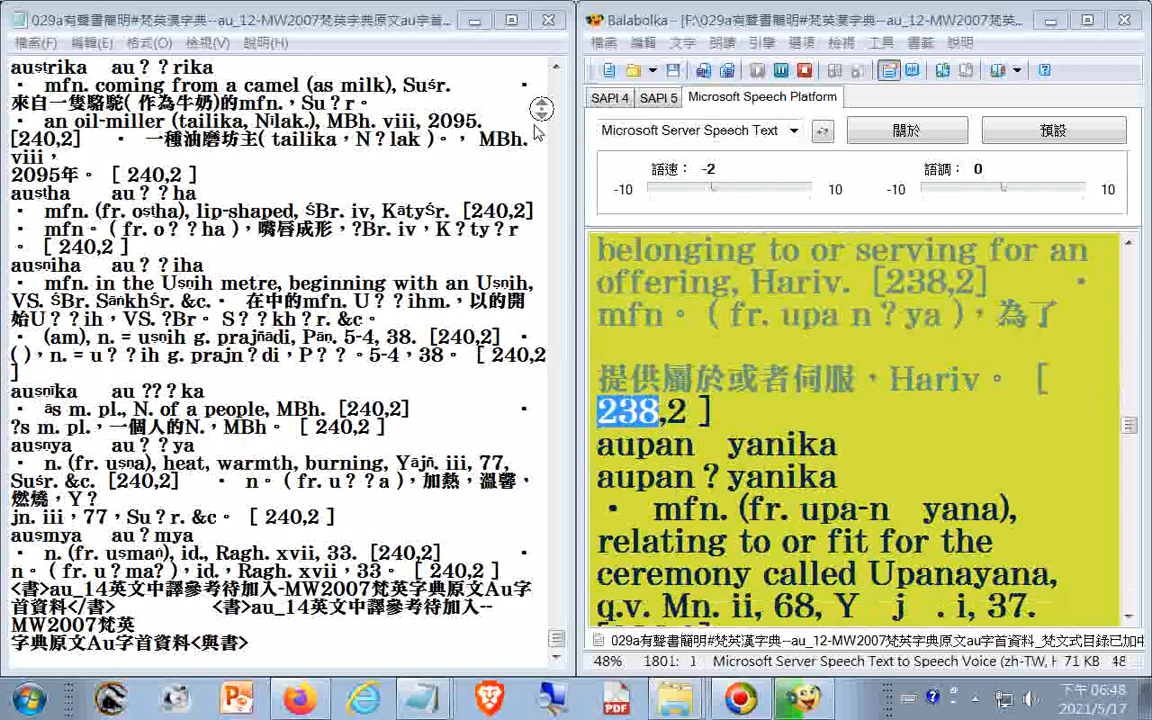 029a有聲書簡明#梵英漢字典--au_12-MW2007梵英字典原文au字首...
檔案(F) 編輯(E) 格式(O) 檢視(V) 說明(H)
auṣṭrika au??rika
• mfn. coming from a camel (as milk), Suśr. •
來自一隻駱駝( 作為牛奶)的mfn.，Su?r。
• an oil-miller (tailika, Nīlak.), MBh. viii, 2095.
[240,2] • 一種油磨坊主( tailika，N?lak )。， MBh.
viii，
2095年。 [ 240,2 ]
auṣṭha au??ha
• mfn. (fr. oṣṭha), lip-shaped, ŚBr. iv, KātyŚr. [240,2]
• mfn。( fr. o??ha )，嘴唇成形，?Br. iv，K?ty?r
。 [ 240,2 ]
auṣṇiha au??iha
• mfn. in the Uṣṇih metre, beginning with an Uṣṇih,
VS. ŚBr. ŚāṅkhŚr. &c. • 在中的mfn. U??ihm.，以的開
始U??ih，VS. ?Br。 S??kh?r. &c。
• (am), n. = uṣṇih g. prajñādi, Pāṇ. 5-4, 38. [240,2]
( )，n. = u??ih g. prajn?di，P??。5-4，38。 [ 240,2
]
auṣṇīka au???ka
• ās m. pl., N. of a people, MBh. [240,2] •
?s m. pl.，一個人的N.，MBh。 [ 240,2 ]
auṣṇya au??ya
• n. (fr. uṣṇa), heat, warmth, burning, Yājñ. iii, 77,
Suśr. &c. [240,2] • n。( fr. u??a )，加熱，溫馨，
燃燒，Y?
jn. iii，77，Su?r. &c。 [ 240,2 ]
auṣmya au?mya
• n. (fr. uṣman), id., Ragh. xvii, 33. [240,2] •
n。( fr. u?ma? )，id.，Ragh. xvii，33。 [ 240,2 ]
<書>au_14英文中譯參考待加入-MW2007梵英字典原文Au字
首資料</書> <書>au_14英文中譯參考待加入--
MW2007梵英
字典原文Au字首資料<與書>
Balabolka - [F:\029a有聲書簡明#梵英漢字典--au_12-MW2007梵英...
檔案 編輯 文字 朗讀 引擎 選項 檢視 工具 書籤 說明
SAPI 4 SAPI 5 Microsoft Speech Platform
Microsoft Server Speech Text 關於 預設
語速： -2 語調： 0
-10 10 -10 10
belonging to or serving for an
offering, Hariv. [238,2] •
mfn。( fr. upa n?ya )，為了
提供屬於或者伺服，Hariv。 [
238,2 ]
aupan yanika
aupan?yanika
• mfn. (fr. upa-n yana),
relating to or fit for the
ceremony called Upanayana,
q.v. Mn. ii, 68, Y j . i, 37.
029a有聲書簡明#梵英漢字典--au_12-MW2007梵英字典原文au字首資料_梵文式目錄已加中
48% 1801: 1 Microsoft Server Speech Text to Speech Voice (zh-TW, H 71 KB 48
下午 06:48
2021/5/17